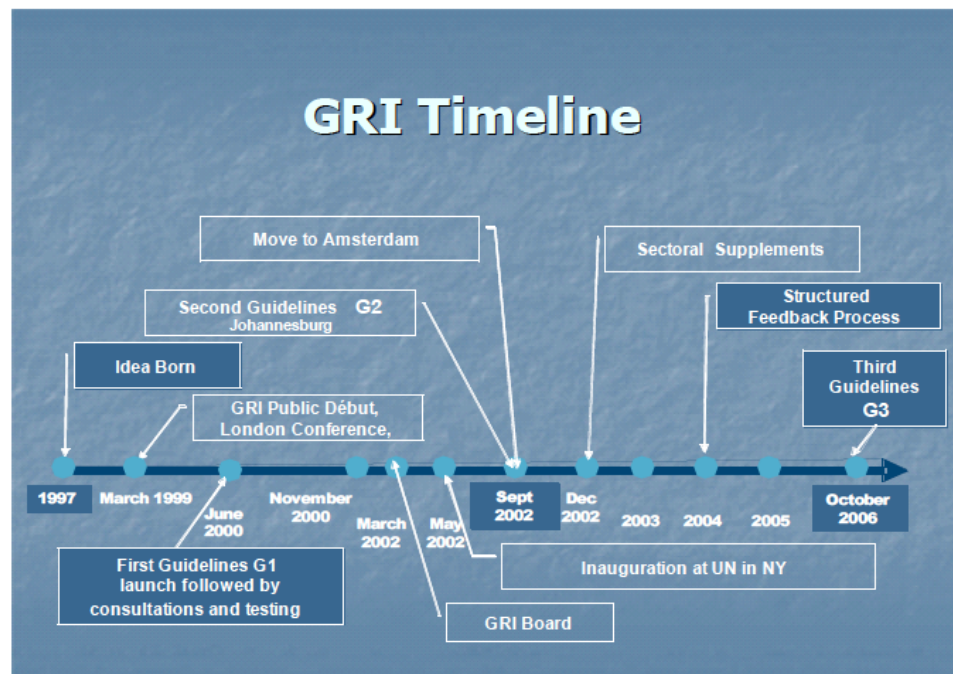 GRI Timeline
Move to Amsterdam
Sectoral Supplements
Second Guidelines G2
Johannesburg
Structured
Feedback Process
Idea Born
Third
Guidelines
G3
GRI Public Début,
London Conference,
1997
March 1999
June
2000
November
2000
March
2002
May
2002
Sept
2002
Dec
2002
2003
2004
2005
October
2006
First Guidelines G1
launch followed by
consultations and testing
Inauguration at UN in NY
GRI Board